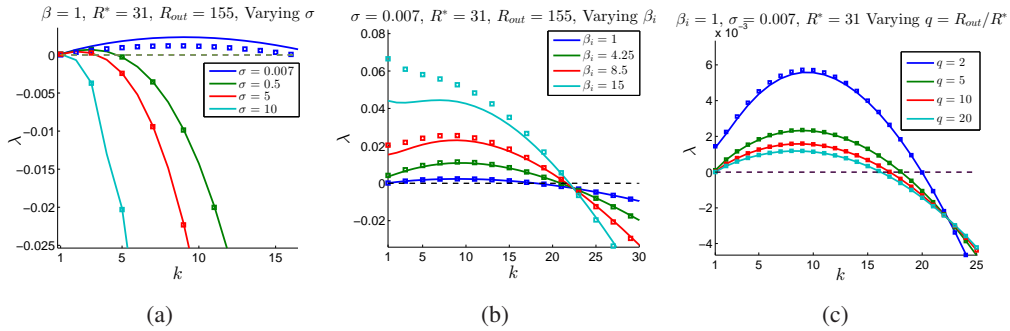 β = 1, R* = 31, R_out = 155, Varying σ
0
−0.005
−0.01
−0.015
−0.02
−0.025
λ
1 5 10 15
k
σ = 0.007
σ = 0.5
σ = 5
σ = 10
(a)
σ = 0.007, R* = 31, R_out = 155, Varying β_i
0.08
0.06
0.04
0.02
0
−0.02
λ
1 5 10 15 20 25 30
k
β_i = 1
β_i = 4.25
β_i = 8.5
β_i = 15
(b)
β_i = 1, σ = 0.007, R* = 31 Varying q = R_out/R*
× 10⁻³
6
4
2
0
−2
−4
λ
1 5 10 15 20 25
k
q = 2
q = 5
q = 10
q = 20
(c)